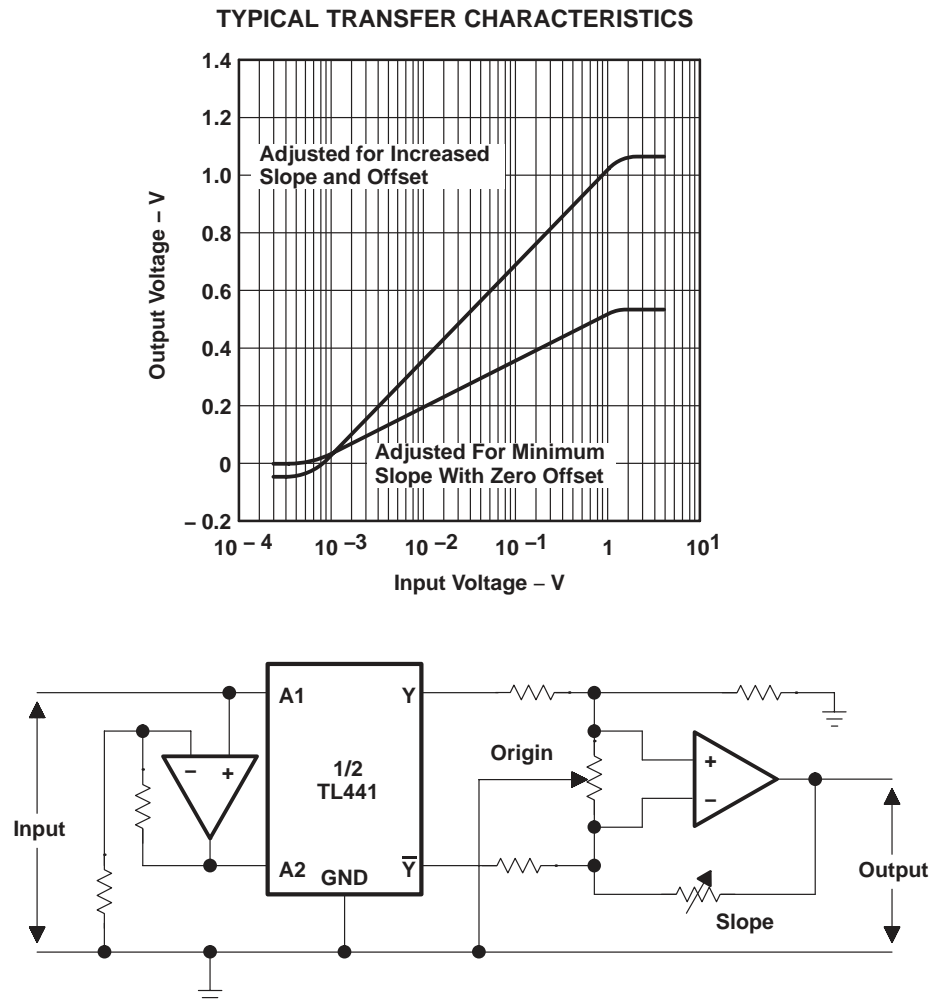 TYPICAL TRANSFER CHARACTERISTICS
1.4
1.2
1.0
0.8
0.6
0.4
0.2
0
– 0.2
Output Voltage – V
Adjusted for Increased
Slope and Offset
Adjusted For Minimum
Slope With Zero Offset
10 – 4 10 –3 10 –2 10 –1 1 10 1
Input Voltage – V
A1 Y
Origin
– +
1/2
TL441
+
–
Input
A2 GND Y̅
Output
Slope